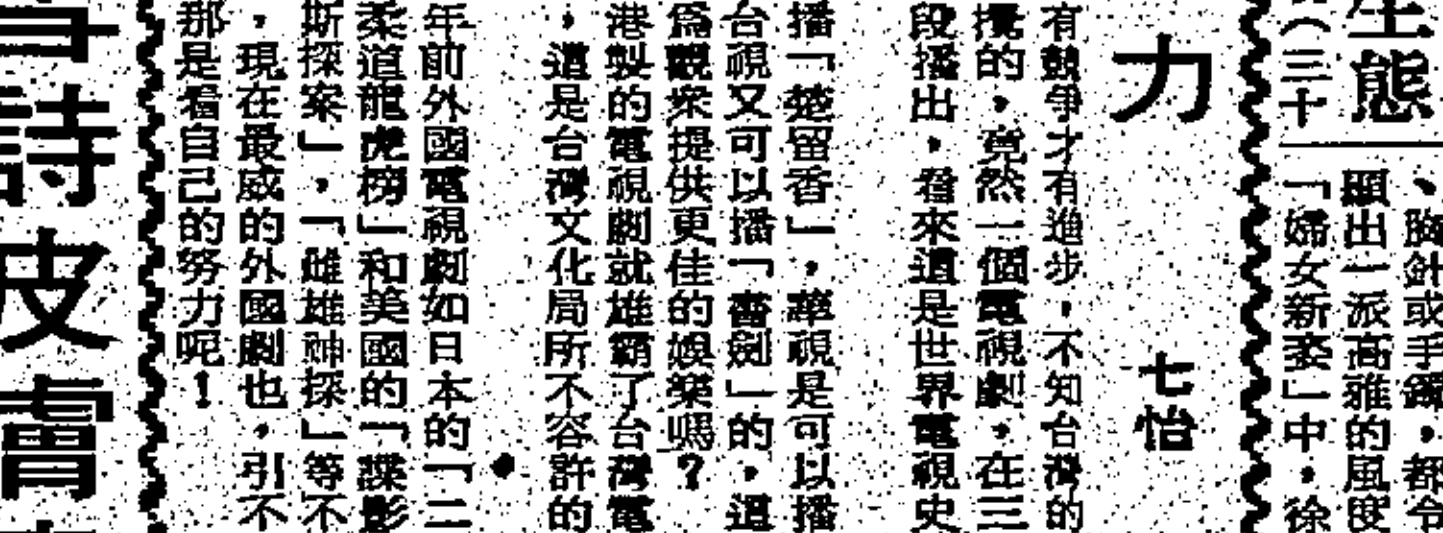 生態
、胸針或手鐲，都令
顯出一派高雅的風度
（三十
「婦女新姿」中，徐
力　七怡
有競爭才有進步，不知台灣的
攪的，竟然一個電視劇，在三
段播出，看來這是世界電視史
播「楚留香」，華視是可以播
台視又可以播「書劍」的，這
爲觀衆提供更佳的娛樂嗎？
港製的電視劇就雄霸了台灣電
，這是台灣文化局所不容許的
●
年前外國電視劇如日本的「二
柔道龍虎榜」和美國的「諜影
斯探案」，「雌雄神探」等不
，現在最威的外國劇也，引不
那是看自己的努力呢！
詩皮膚